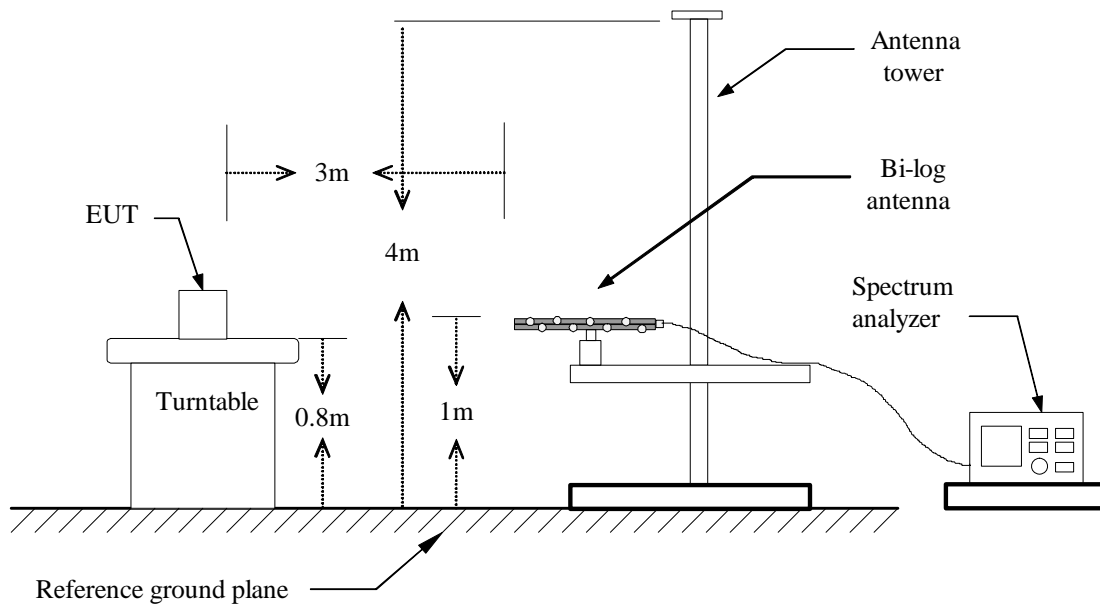 Antenna
tower
3m
Bi-log
antenna
EUT
4m
Spectrum
analyzer
Turntable
0.8m
1m
Reference ground plane